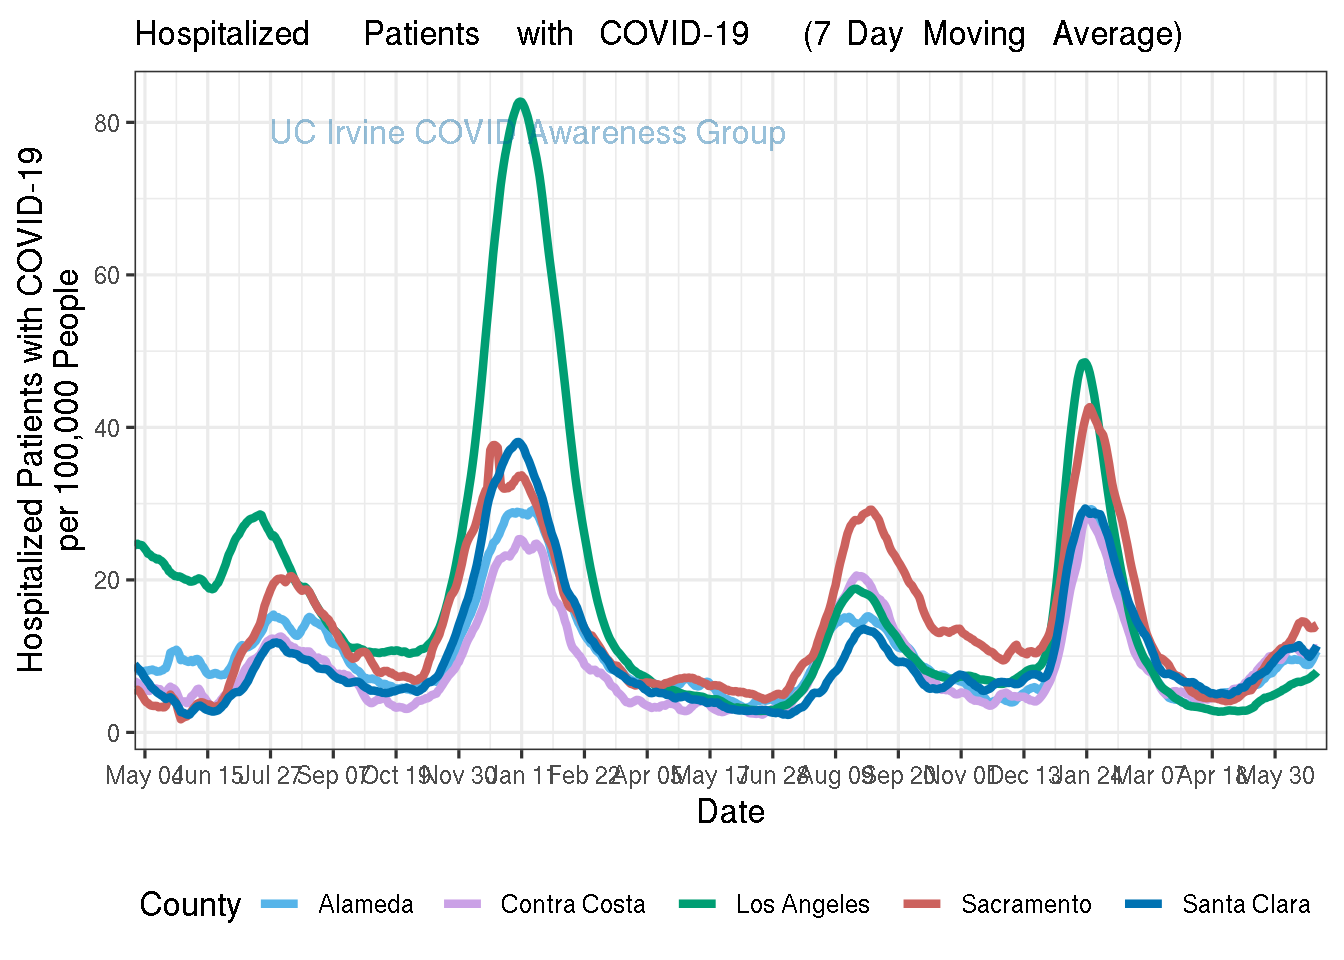 Hospitalized Patients with COVID-19 (7 Day Moving Average)
UC Irvine COVID Awareness Group
Hospitalized Patients with COVID-19
per 100,000 People
80
60
40
20
0
May 04 Jun 15 Jul 27 Sep 07 Oct 19 Nov 30 Jan 11 Feb 22 Apr 05 May 17 Jun 28 Aug 09 Sep 20 Nov 01 Dec 13 Jan 24 Mar 07 Apr 18 May 30
Date
County Alameda Contra Costa Los Angeles Sacramento Santa Clara